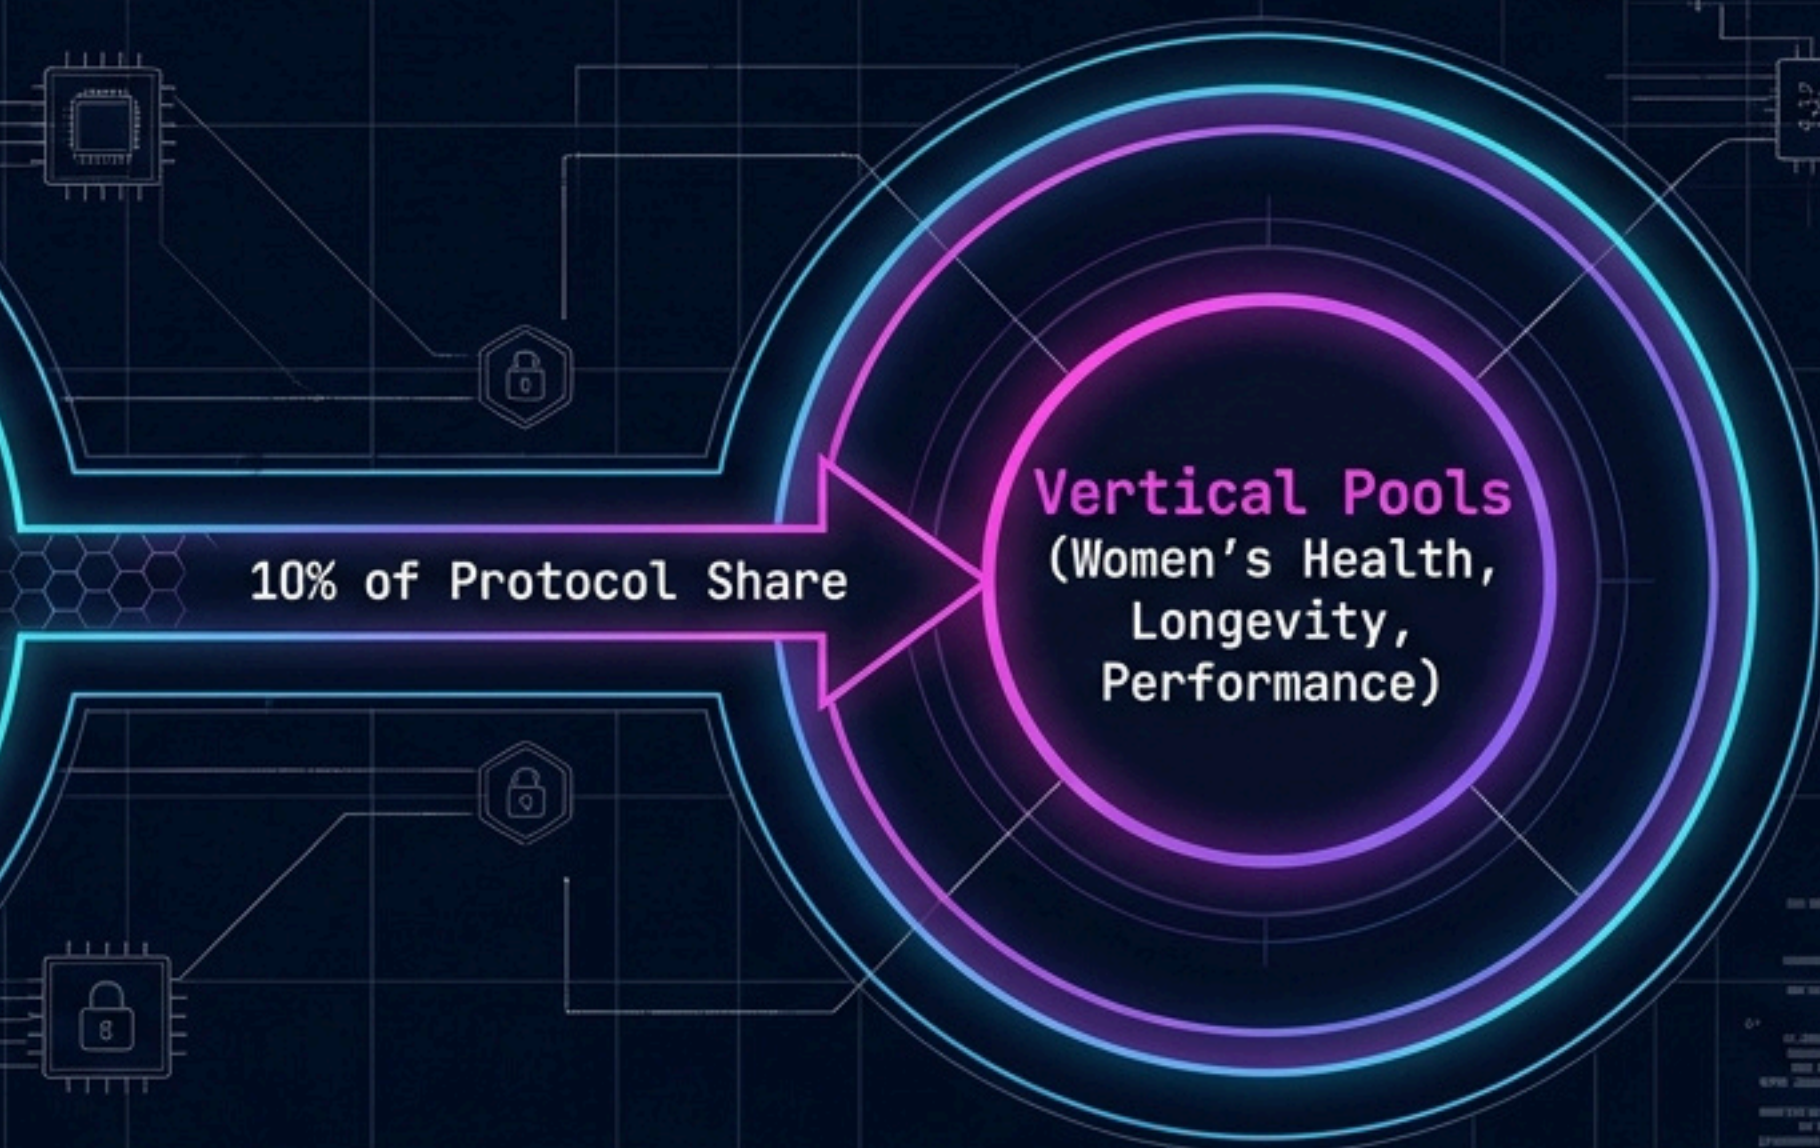 10% of Protocol Share
Vertical Pools
(Women's Health,
Longevity,
Performance)